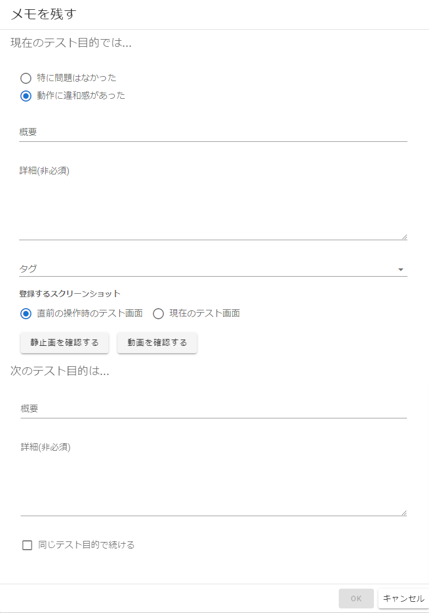 メモを残す
現在のテスト目的では...
特に問題はなかった
動作に違和感があった
概要
詳細(非必須)
タグ
登録するスクリーンショット
直前の操作時のテスト画面 現在のテスト画面
静止画を確認する 動画を確認する
次のテスト目的は...
概要
詳細(非必須)
同じテスト目的で続ける
OK キャンセル